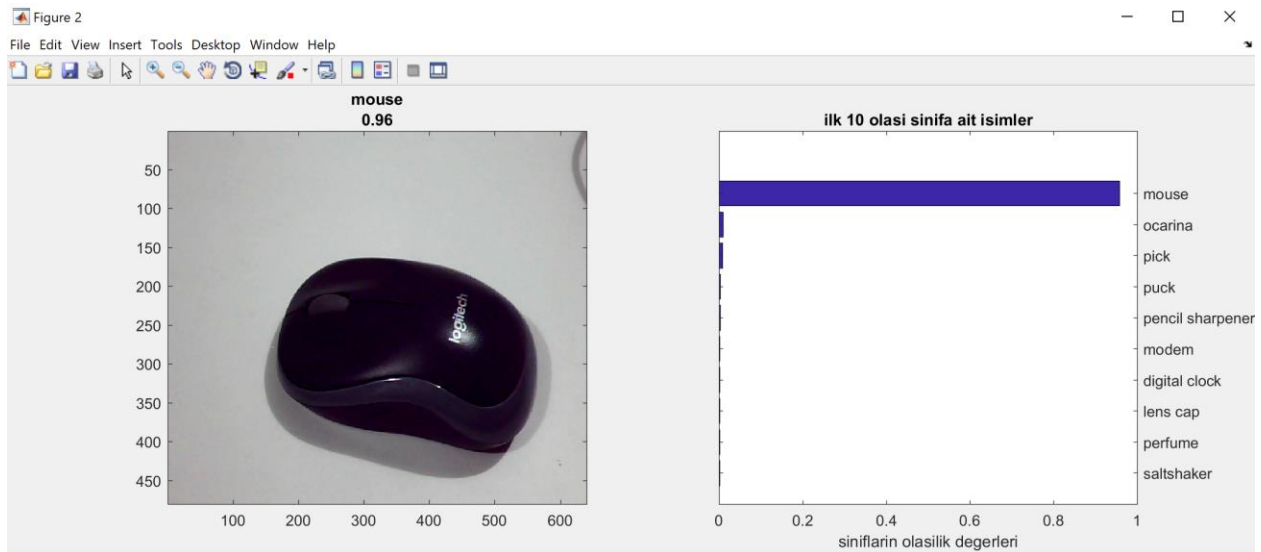 Figure 2
File Edit View Insert Tools Desktop Window Help
mouse
0.96
50
100
150
200
250
300
350
400
450
100 200 300 400 500 600
logitech
ilk 10 olasi sinifa ait isimler
mouse
ocarina
pick
puck
pencil sharpener
modem
digital clock
lens cap
perfume
saltshaker
0 0.2 0.4 0.6 0.8 1
siniflarin olasilik degerleri